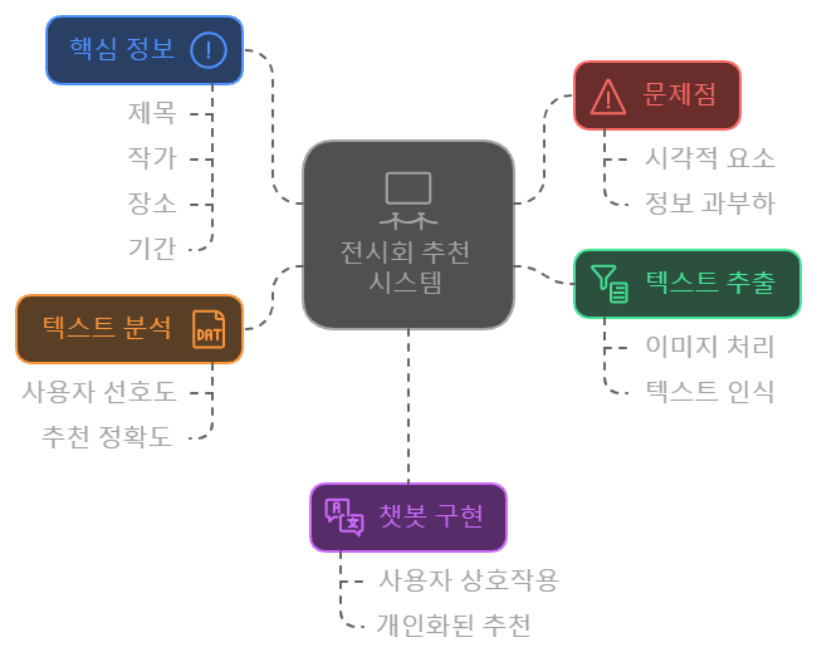 핵심 정보
제목
작가
장소
기간
문제점
시각적 요소
정보 과부하
전시회 추천
시스템
텍스트 추출
이미지 처리
텍스트 인식
텍스트 분석
DAT
사용자 선호도
추천 정확도
A
文
챗봇 구현
사용자 상호작용
개인화된 추천